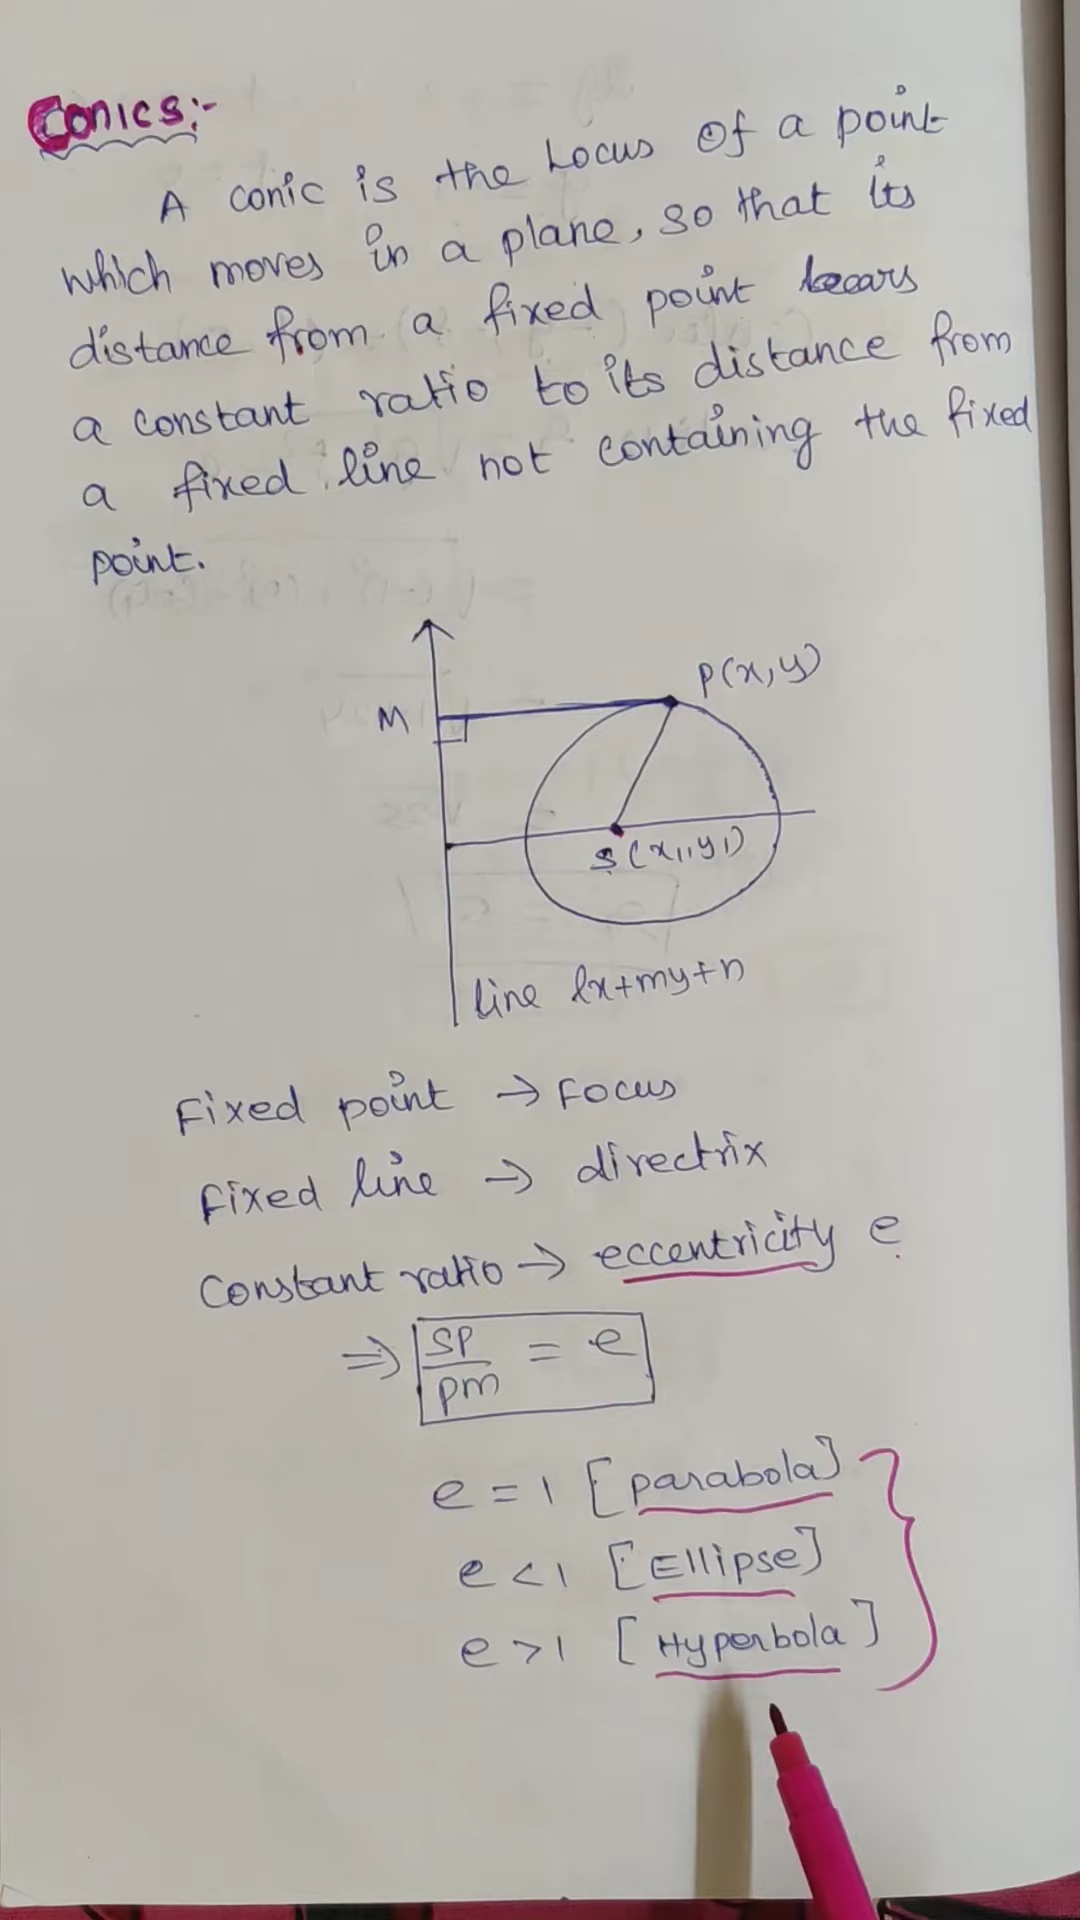 Conics:-
A conic is the Locus of a point
which moves in a plane, so that its
distance from a fixed point bears
a constant ratio to its distance from
a fixed line not containing the fixed
point.
P(x,y)
M
S(x₁,y₁)
line lx+my+n
Fixed point → Focus
Fixed line → directrix
Constant ratio → eccentricity e
⇒ SP/PM = e
e = 1 [Parabola]
e < 1 [Ellipse]
e > 1 [Hyperbola]